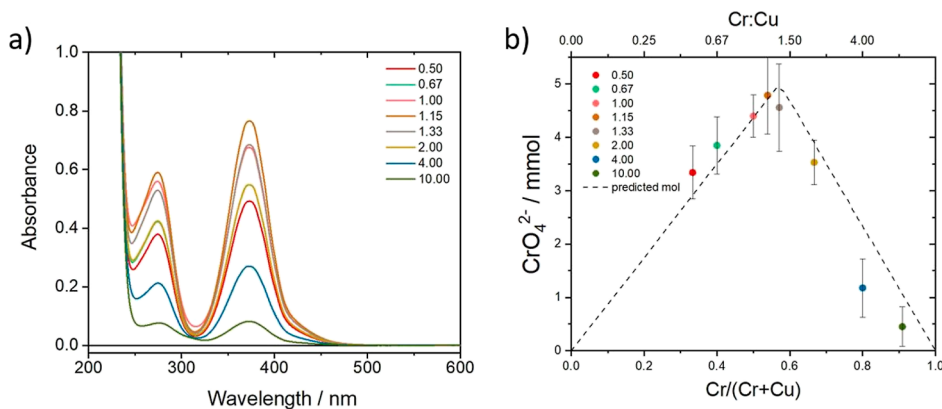 a)
1.0
0.8
0.6
0.4
0.2
0.0
Absorbance
200 300 400 500 600
Wavelength / nm
0.50
0.67
1.00
1.15
1.33
2.00
4.00
10.00
b)
Cr:Cu
0.00 0.25 0.67 1.50 4.00
5
4
3
2
1
0
CrO₄²⁻ / mmol
0.50
0.67
1.00
1.15
1.33
2.00
4.00
10.00
predicted mol
0.0 0.2 0.4 0.6 0.8 1.0
Cr/(Cr+Cu)